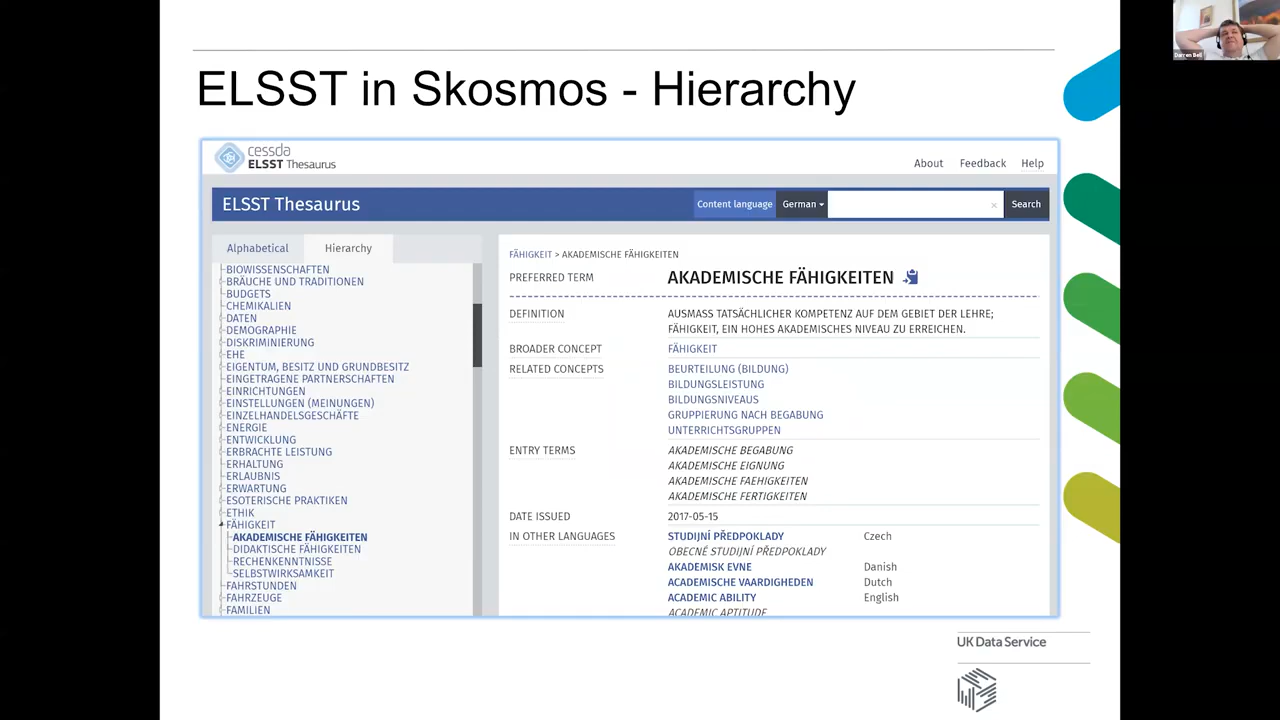 Darren Bell
ELSST in Skosmos - Hierarchy
cessda
ELSST Thesaurus
About Feedback Help
ELSST Thesaurus
Content language German Search
Alphabetical Hierarchy
BIOWISSENSCHAFTEN
BRÄUCHE UND TRADITIONEN
BUDGETS
CHEMIKALIEN
DATEN
DEMOGRAPHIE
DISKRIMINIERUNG
EHE
EIGENTUM, BESITZ UND GRUNDBESITZ
EINGETRAGENE PARTNERSCHAFTEN
EINRICHTUNGEN
EINSTELLUNGEN (MEINUNGEN)
EINZELHANDELSGESCHÄFTE
ENERGIE
ENTWICKLUNG
ERBRACHTE LEISTUNG
ERHALTUNG
ERLAUBNIS
ERWARTUNG
ESOTERISCHE PRAKTIKEN
ETHIK
FÄHIGKEIT
AKADEMISCHE FÄHIGKEITEN
DIDAKTISCHE FÄHIGKEITEN
RECHENKENNTNISSE
SELBSTWIRKSAMKEIT
FAHRSTUNDEN
FAHRZEUGE
FAMILIEN
FÄHIGKEIT > AKADEMISCHE FÄHIGKEITEN
PREFERRED TERM AKADEMISCHE FÄHIGKEITEN
DEFINITION AUSMASS TATSÄCHLICHER KOMPETENZ AUF DEM GEBIET DER LEHRE;
FÄHIGKEIT, EIN HOHES AKADEMISCHES NIVEAU ZU ERREICHEN.
BROADER CONCEPT FÄHIGKEIT
RELATED CONCEPTS BEURTEILUNG (BILDUNG)
BILDUNGSLEISTUNG
BILDUNGSNIVEAUS
GRUPPIERUNG NACH BEGABUNG
UNTERRICHTSGRUPPEN
ENTRY TERMS AKADEMISCHE BEGABUNG
AKADEMISCHE EIGNUNG
AKADEMISCHE FAEHIGKEITEN
AKADEMISCHE FERTIGKEITEN
DATE ISSUED 2017-05-15
IN OTHER LANGUAGES STUDIJNÍ PŘEDPOKLADY Czech
OBECNÉ STUDIJNÍ PŘEDPOKLADY
AKADEMISK EVNE Danish
ACADEMISCHE VAARDIGHEDEN Dutch
ACADEMIC ABILITY English
ACADEMIC APTITUDE
UK Data Service